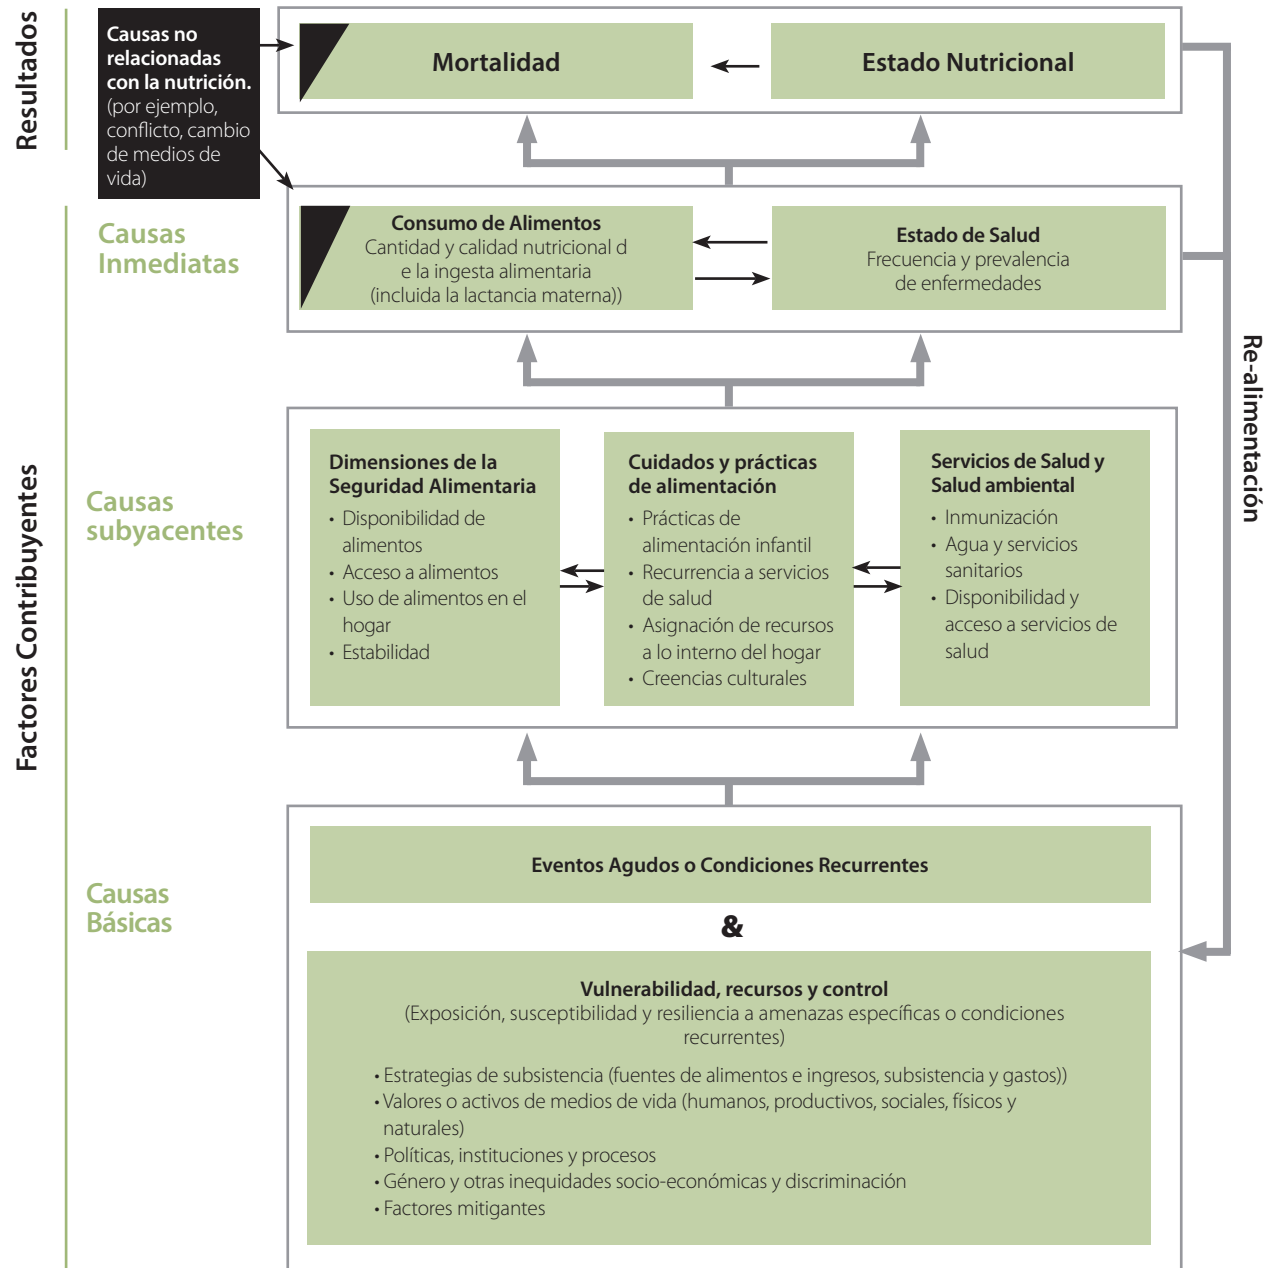 Resultados
Causas no
relacionadas
con la nutrición.
(por ejemplo,
conflicto, cambio
de medios de
vida)
Mortalidad
Estado Nutricional
Factores Contribuyentes
Causas
Inmediatas
Consumo de Alimentos
Cantidad y calidad nutricional d
e la ingesta alimentaria
(incluida la lactancia materna))
Estado de Salud
Frecuencia y prevalencia
de enfermedades
Re-alimentación
Causas
subyacentes
Dimensiones de la
Seguridad Alimentaria
• Disponibilidad de
alimentos
• Acceso a alimentos
• Uso de alimentos en el
hogar
• Estabilidad
Cuidados y prácticas
de alimentación
• Prácticas de
alimentación infantil
• Recurrencia a servicios
de salud
• Asignación de recursos
a lo interno del hogar
• Creencias culturales
Servicios de Salud y
Salud ambiental
• Inmunización
• Agua y servicios
sanitarios
• Disponibilidad y
acceso a servicios de
salud
Causas
Básicas
Eventos Agudos o Condiciones Recurrentes
&
Vulnerabilidad, recursos y control
(Exposición, susceptibilidad y resiliencia a amenazas específicas o condiciones
recurrentes)
• Estrategias de subsistencia (fuentes de alimentos e ingresos, subsistencia y gastos))
• Valores o activos de medios de vida (humanos, productivos, sociales, físicos y
naturales)
• Políticas, instituciones y procesos
• Género y otras inequidades socio-económicas y discriminación
• Factores mitigantes